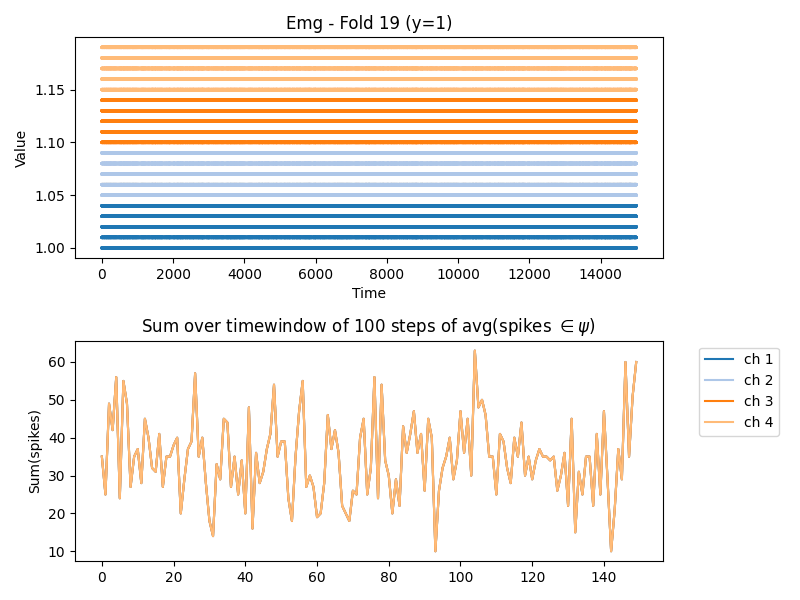 Emg - Fold 19 (y=1)
Value
1.15
1.10
1.05
1.00
0 2000 4000 6000 8000 10000 12000 14000
Time
Sum over timewindow of 100 steps of avg(spikes ∈ψ)
Sum(spikes)
60
50
40
30
20
10
0 20 40 60 80 100 120 140
ch 1
ch 2
ch 3
ch 4